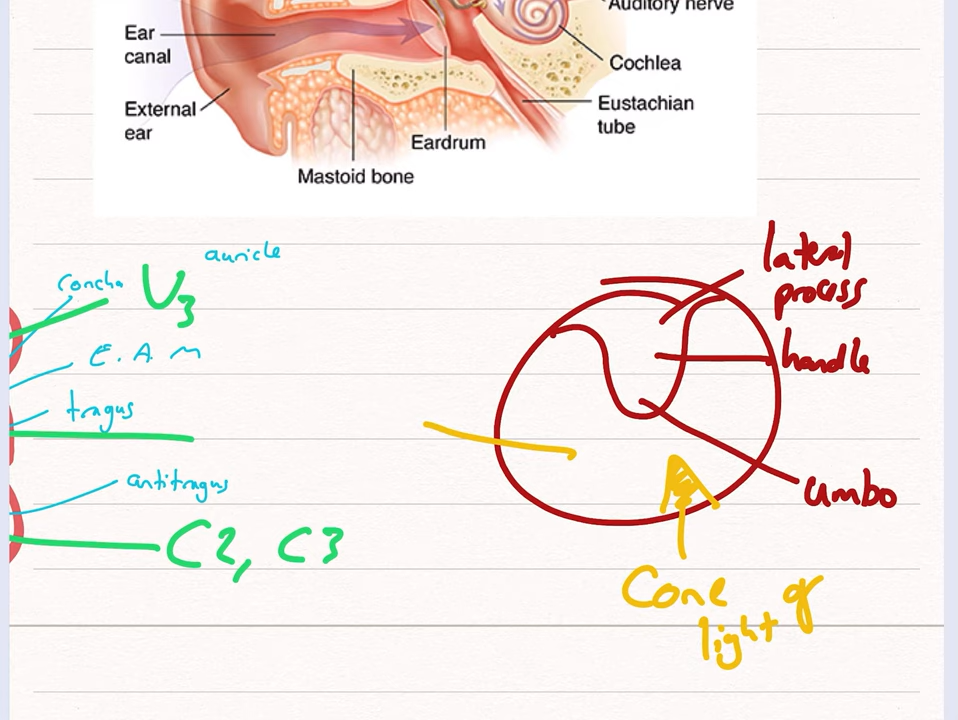 Auditory nerve
Ear
canal
Cochlea
External
ear
Eustachian
tube
Eardrum
Mastoid bone
auricle
concha
V3
E.A.M
tragus
antitragus
C2, C3
lateral
process
handle
umbo
Cone of
light